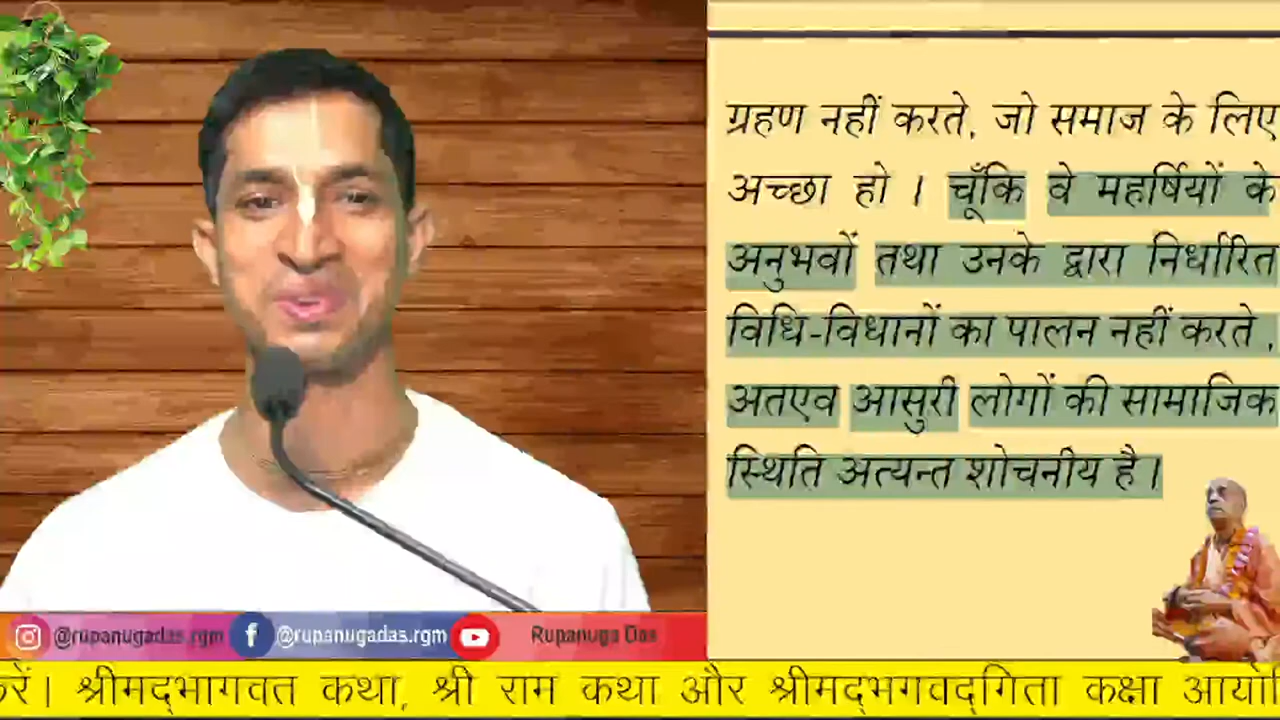 ग्रहण नहीं करते, जो समाज के लिए
अच्छा हो । चूँकि वे महर्षियों के
अनुभवों तथा उनके द्वारा निर्धारित
विधि-विधानों का पालन नहीं करते ,
अतएव आसुरी लोगों की सामाजिक
स्थिति अत्यन्त शोचनीय है ।
@rupanugadas.rgm @rupanugadas.rgm Rupanuga Das
श्रीमद्भागवत कथा, श्री राम कथा और श्रीमद्भगवद्गिता कक्षा